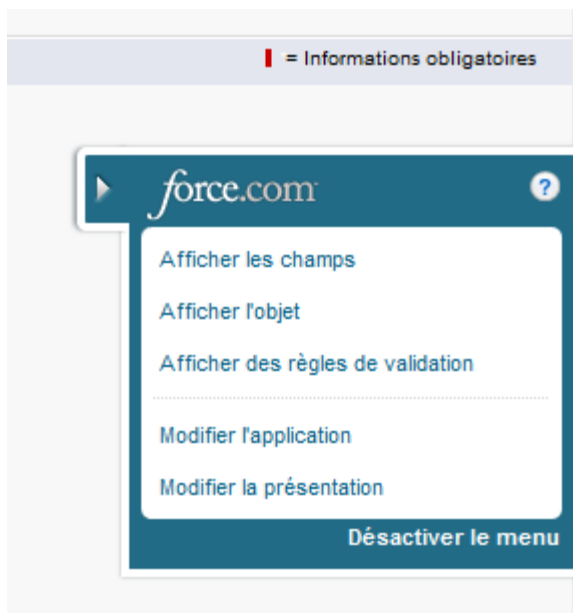 = Informations obligatoires
force.com
?
Afficher les champs
Afficher l'objet
Afficher des règles de validation
Modifier l'application
Modifier la présentation
Désactiver le menu